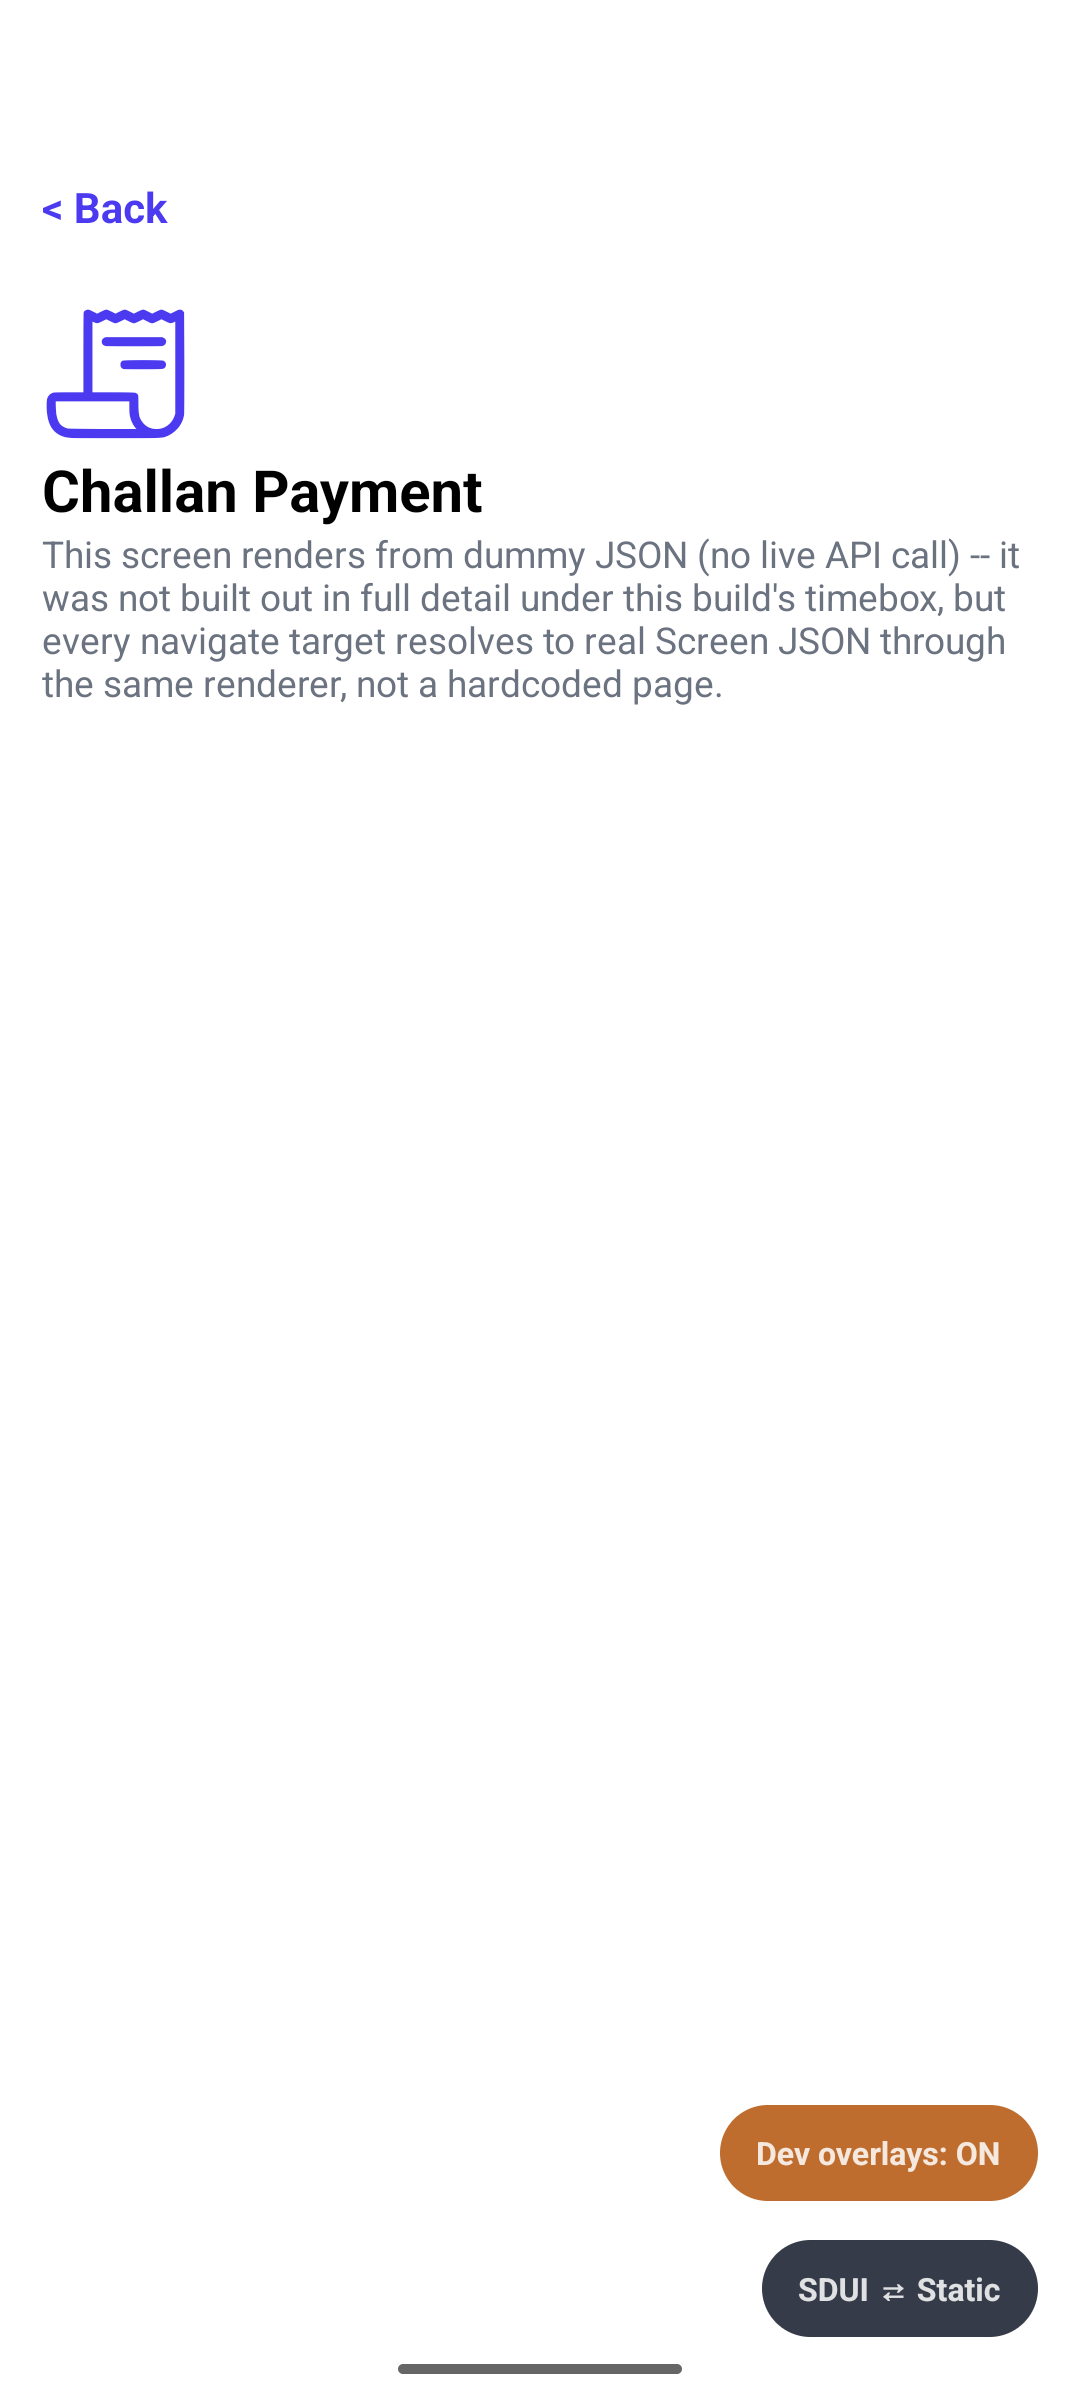 < Back
Challan Payment
This screen renders from dummy JSON (no live API call) -- it
was not built out in full detail under this build's timebox, but
every navigate target resolves to real Screen JSON through
the same renderer, not a hardcoded page.
Dev overlays: ON
SDUI ⇄ Static